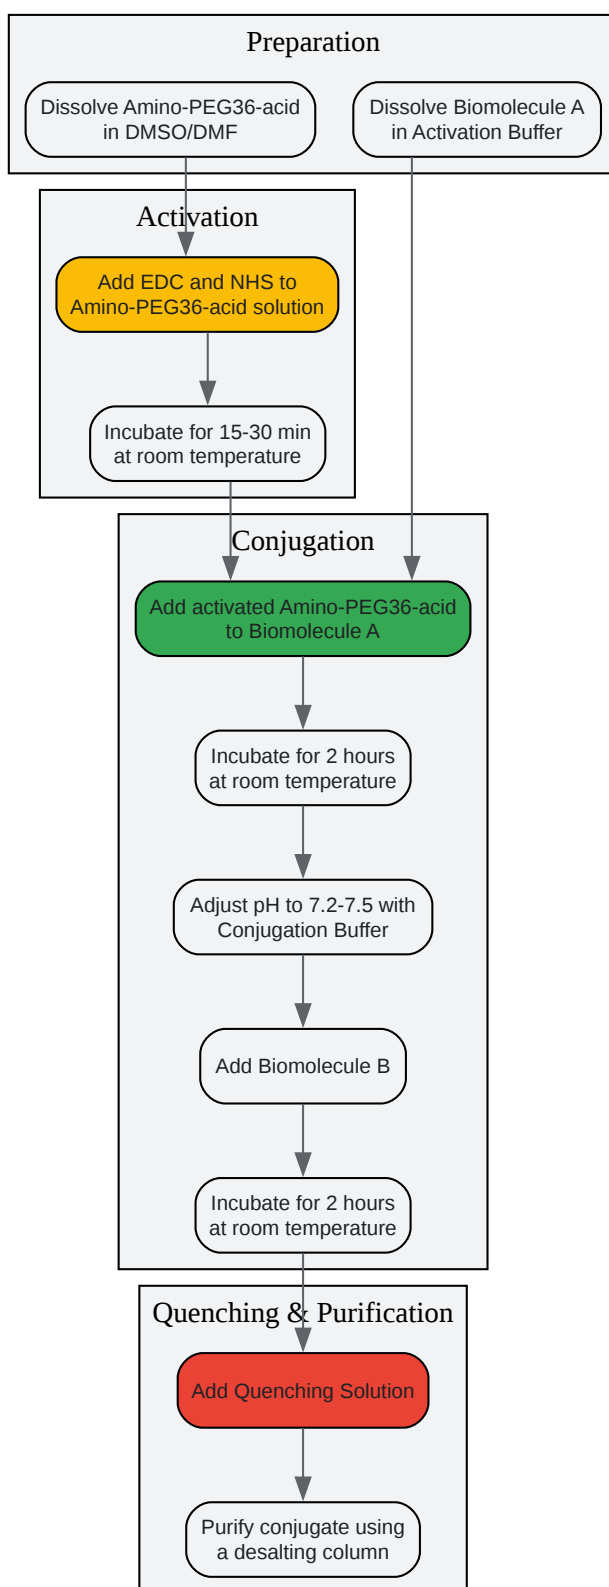 Preparation
Dissolve Amino-PEG36-acid
in DMSO/DMF
Dissolve Biomolecule A
in Activation Buffer
Activation
Add EDC and NHS to
Amino-PEG36-acid solution
Incubate for 15-30 min
at room temperature
Conjugation
Add activated Amino-PEG36-acid
to Biomolecule A
Incubate for 2 hours
at room temperature
Adjust pH to 7.2-7.5 with
Conjugation Buffer
Add Biomolecule B
Incubate for 2 hours
at room temperature
Quenching & Purification
Add Quenching Solution
Purify conjugate using
a desalting column